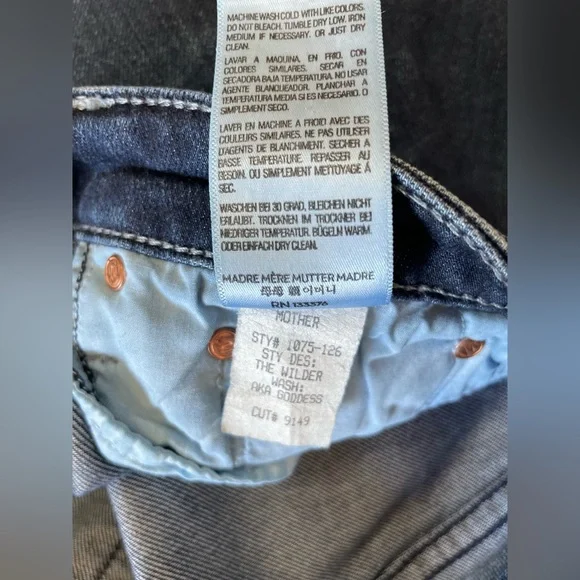 MACHINE WASH COLD WITH LIKE COLORS.
DO NOT BLEACH. TUMBLE DRY LOW. IRON
MEDIUM IF NECESSARY. OR JUST DRY
CLEAN.
LAVAR A MAQUINA. EN FRIO. CON
COLORES SIMILARES. SECAR EN
SECADORA BAJA TEMPERATURA. NO USAR
AGENTE BLANQUEADOR. PLANCHAR A
TEMPERATURA MEDIA SI ES NECESARIO. O
SIMPLEMENT SECO.
LAVER EN MACHINE A FROID AVEC DES
COULEURS SIMILAIRES. NE PAS UTILISER
D'AGENTS DE BLANCHIMENT. SECHER A
BASSE TEMPERATURE. REPASSER AU
BESOIN. OU SIMPLEMENT NETTOYAGE Á
SEC.
WASCHEN BEI 30 GRAD, BLEICHEN NICHT
ERLAUBT. TROCKNEN IM TROCKNER BEI
NIEDRIGER TEMPERATUR. BÜGELN WARM.
ODER EINFACH DRY CLEAN.
MADRE MÈRE MUTTER MADRE
어머니
RN 133376
MOTHER
STY# 1075-126
STY DES:
THE WILDER
WASH:
AKA GODDESS
CUT# 9149